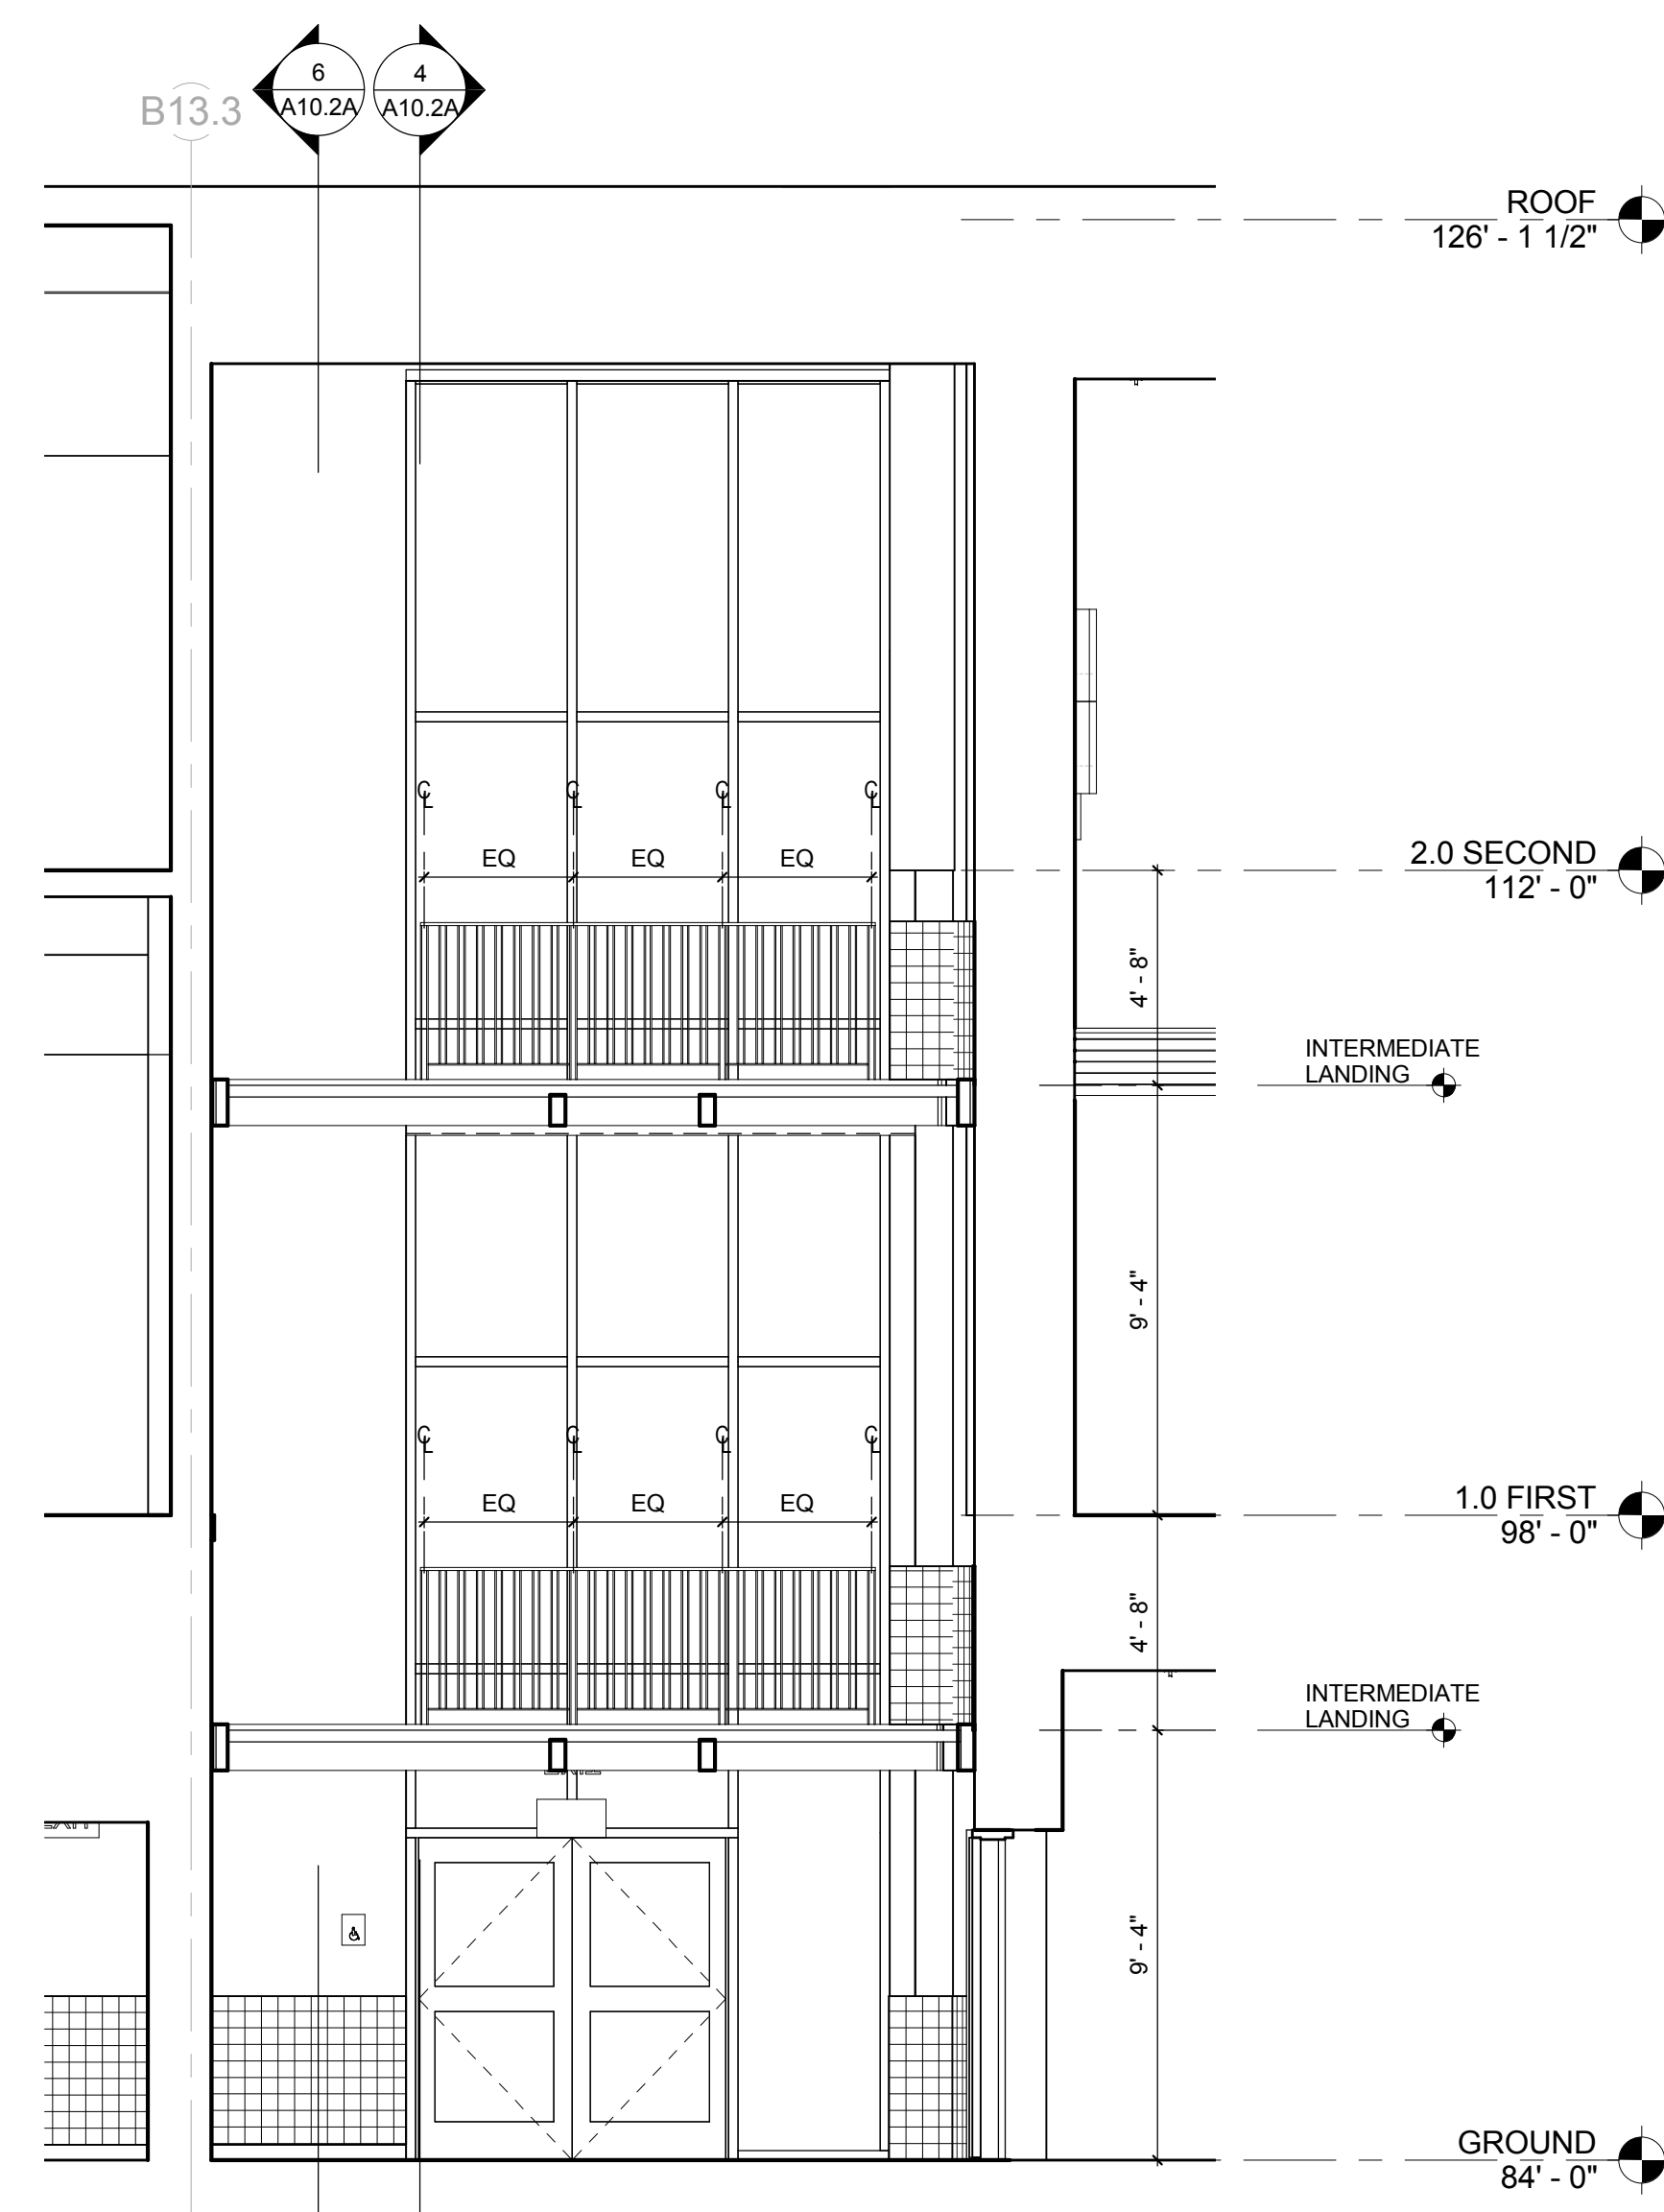 6
A10.2A
4
A10.2A
B13.3
ROOF
126' - 1 1/2"
℄ ℄ ℄ ℄
EQ EQ EQ
2.0 SECOND
112' - 0"
4' - 8"
INTERMEDIATE
LANDING
9' - 4"
℄ ℄ ℄ ℄
EQ EQ EQ
1.0 FIRST
98' - 0"
4' - 8"
INTERMEDIATE
LANDING
9' - 4"
GROUND
84' - 0"